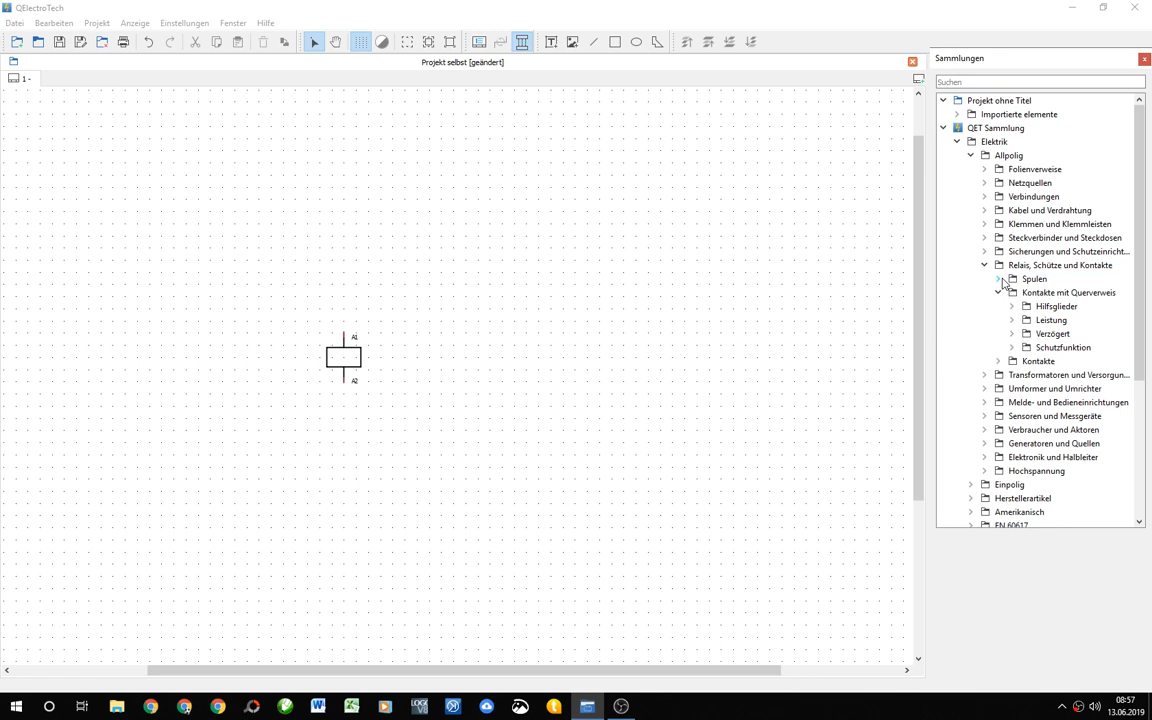 QElectroTech
Datei Bearbeiten Projekt Anzeige Einstellungen Fenster Hilfe
Projekt selbst [geändert]
1 -
A1
A2
Sammlungen
Suchen
Projekt ohne Titel
Importierte elemente
QET Sammlung
Elektrik
Allpolig
Folienverweise
Netzquellen
Verbindungen
Kabel und Verdrahtung
Klemmen und Klemmleisten
Steckverbinder und Steckdosen
Sicherungen und Schutzeinricht...
Relais, Schütze und Kontakte
Spulen
Kontakte mit Querverweis
Hilfsglieder
Leistung
Verzögert
Schutzfunktion
Kontakte
Transformatoren und Versorgun...
Umformer und Umrichter
Melde- und Bedieneinrichtungen
Sensoren und Messgeräte
Verbraucher und Aktoren
Generatoren und Quellen
Elektronik und Halbleiter
Hochspannung
Einpolig
Herstellerartikel
Amerikanisch
EN 60617
08:57
13.06.2019